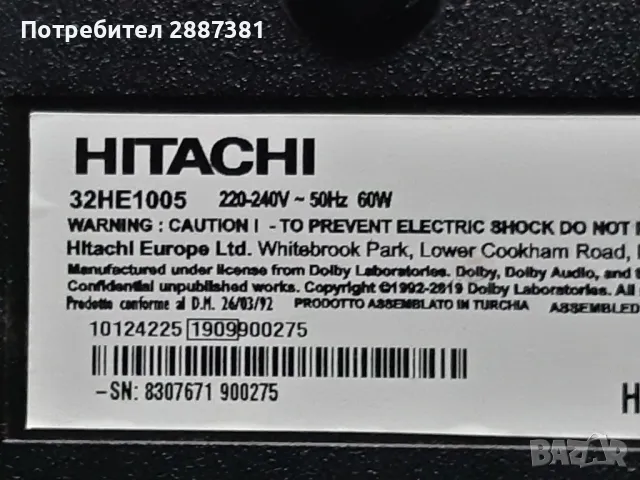 Потребител 2887381
HITACHI
32HE1005 220-240V ~ 50Hz 60W
WARNING : CAUTION ! - TO PREVENT ELECTRIC SHOCK DO NOT
Hitachi Europe Ltd. Whitebrook Park, Lower Cookham Road,
Manufactured under license from Dolby Laboratories. Dolby, Dolby Audio, and
Confidential unpublished works. Copyright ©1992-2019 Dolby Laboratories. All
Prodotto conforme al D.M. 26/03/92 PRODOTTO ASSEMBLATO IN TURCHIA ASSEMBLED
10124225 1909900275
-SN: 8307671 900275
H
BAZAR